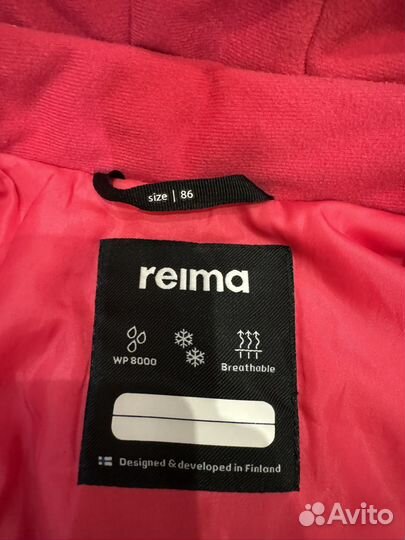 size | 86
reima
WP 8000
Breathable
Designed & developed in Finland
Avito